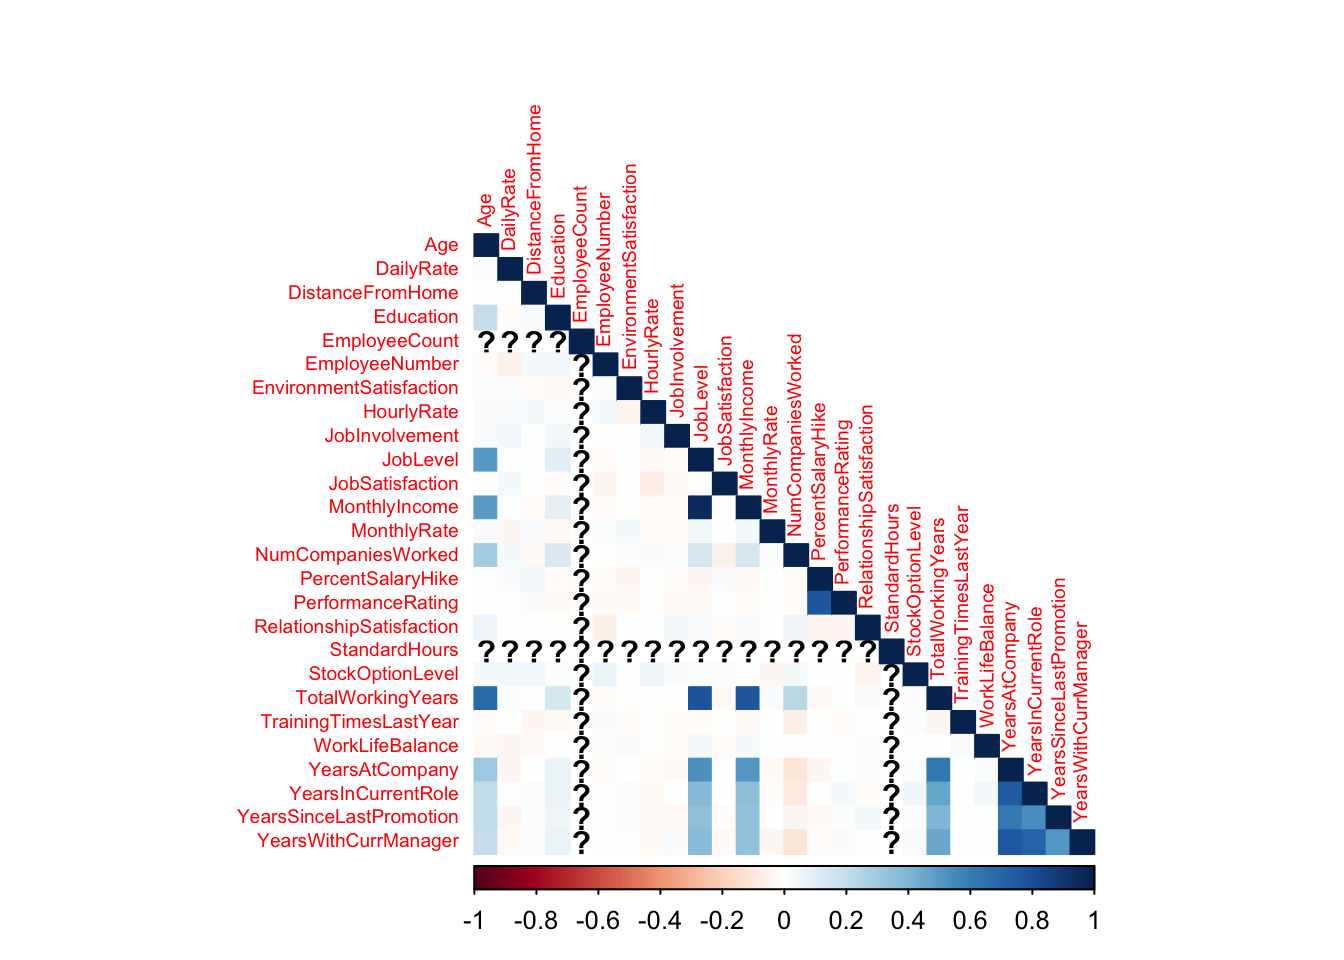 Age
DailyRate
DistanceFromHome
Education
EmployeeCount
EmployeeNumber
EnvironmentSatisfaction
HourlyRate
JobInvolvement
JobLevel
JobSatisfaction
MonthlyIncome
MonthlyRate
NumCompaniesWorked
PercentSalaryHike
PerformanceRating
RelationshipSatisfaction
StandardHours
StockOptionLevel
TotalWorkingYears
TrainingTimesLastYear
WorkLifeBalance
YearsAtCompany
YearsInCurrentRole
YearsSinceLastPromotion
YearsWithCurrManager
Age
DailyRate
DistanceFromHome
Education
EmployeeCount ? ? ? ?
EmployeeNumber ?
EnvironmentSatisfaction ?
HourlyRate ?
JobInvolvement ?
JobLevel ?
JobSatisfaction ?
MonthlyIncome ?
MonthlyRate ?
NumCompaniesWorked ?
PercentSalaryHike ?
PerformanceRating ?
RelationshipSatisfaction ?
StandardHours ? ? ? ? ? ? ? ? ? ? ? ? ? ? ? ? ?
StockOptionLevel ? ?
TotalWorkingYears ? ?
TrainingTimesLastYear ? ?
WorkLifeBalance ? ?
YearsAtCompany ? ?
YearsInCurrentRole ? ?
YearsSinceLastPromotion ? ?
YearsWithCurrManager ? ?
-1 -0.8 -0.6 -0.4 -0.2 0 0.2 0.4 0.6 0.8 1